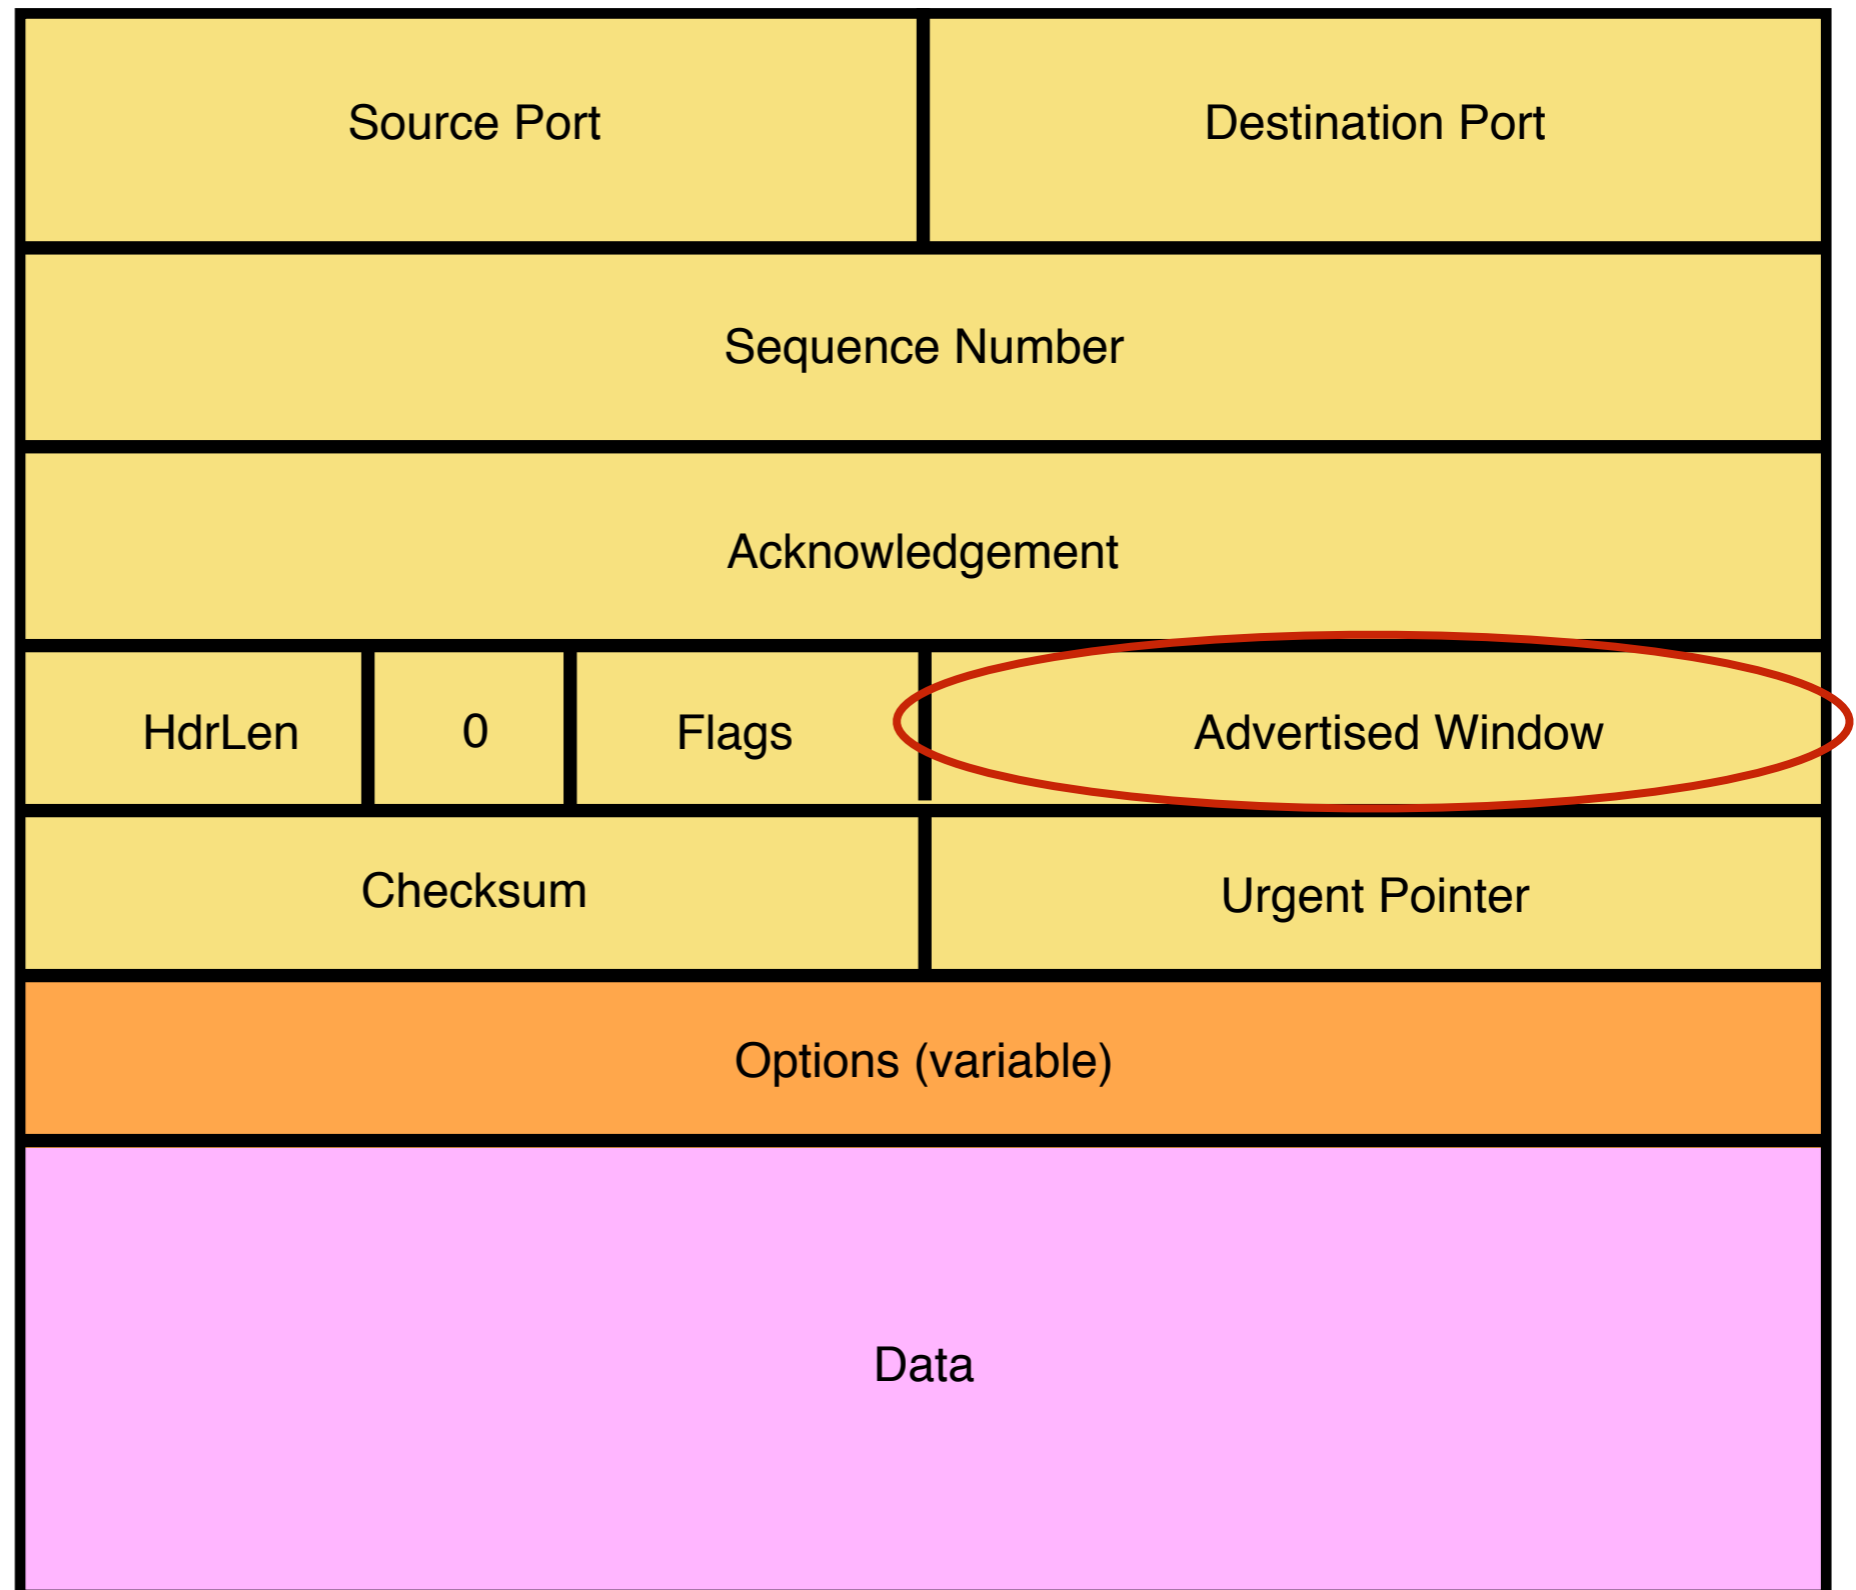 Source Port
Destination Port
Sequence Number
Acknowledgement
HdrLen
0
Flags
Advertised Window
Checksum
Urgent Pointer
Options (variable)
Data